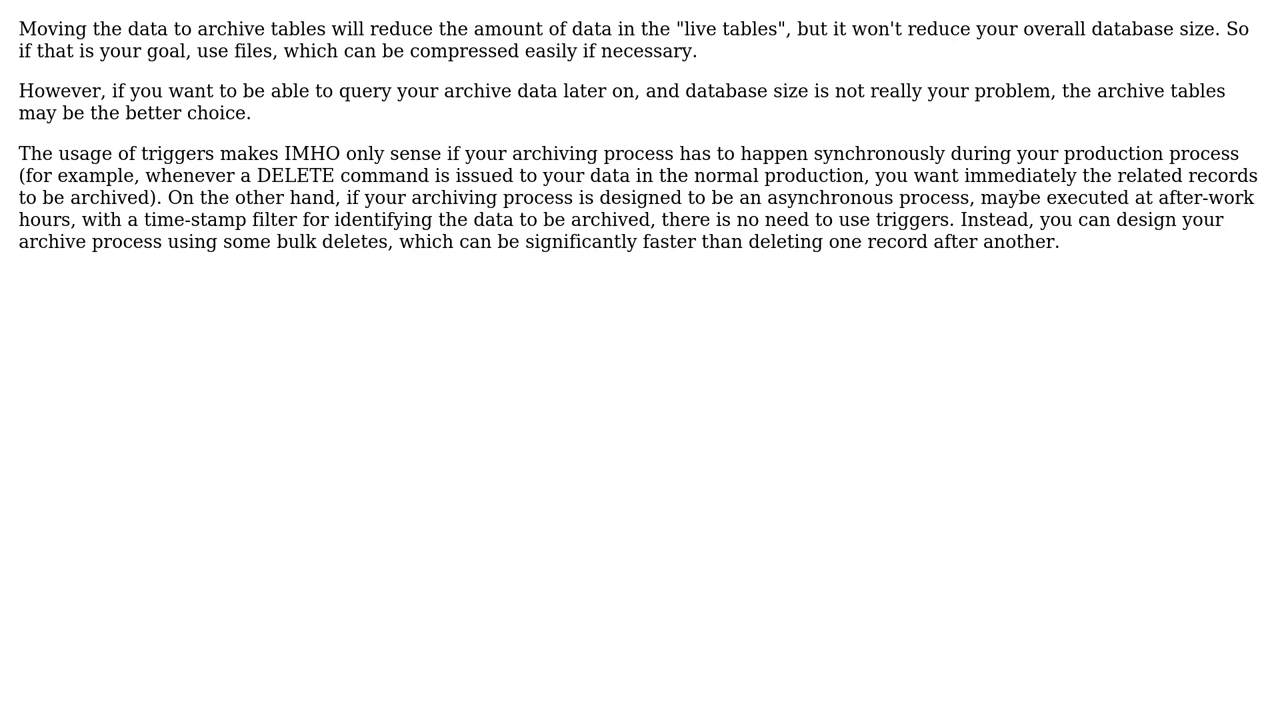 Moving the data to archive tables will reduce the amount of data in the "live tables", but it won't reduce your overall database size. So
if that is your goal, use files, which can be compressed easily if necessary.
However, if you want to be able to query your archive data later on, and database size is not really your problem, the archive tables
may be the better choice.
The usage of triggers makes IMHO only sense if your archiving process has to happen synchronously during your production process
(for example, whenever a DELETE command is issued to your data in the normal production, you want immediately the related records
to be archived). On the other hand, if your archiving process is designed to be an asynchronous process, maybe executed at after-work
hours, with a time-stamp filter for identifying the data to be archived, there is no need to use triggers. Instead, you can design your
archive process using some bulk deletes, which can be significantly faster than deleting one record after another.